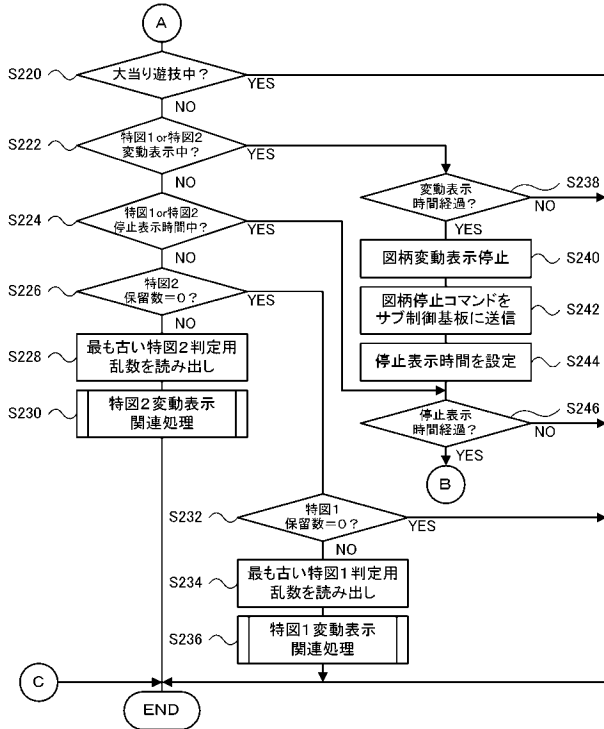 A
S220
大当り遊技中？
YES
NO
S222
特図1or特図2
変動表示中？
YES
NO
S238
変動表示
時間経過？
NO
YES
S224
特図1or特図2
停止表示時間中？
YES
NO
S240
図柄変動表示停止
S226
特図2
保留数＝0？
YES
NO
S242
図柄停止コマンドを
サブ制御基板に送信
S228
最も古い特図2判定用
乱数を読み出し
S244
停止表示時間を設定
S230
特図2変動表示
関連処理
S246
停止表示
時間経過？
NO
YES
B
S232
特図1
保留数＝0？
YES
NO
S234
最も古い特図1判定用
乱数を読み出し
S236
特図1変動表示
関連処理
C
END